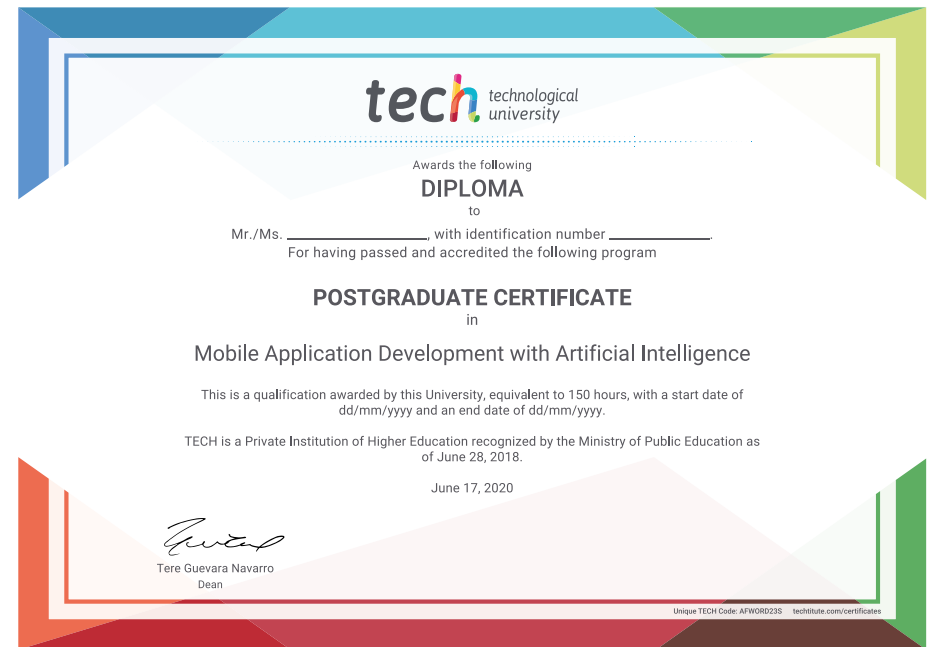 tech technological
university
Awards the following
DIPLOMA
to
Mr./Ms. ____________________, with identification number ______________.
For having passed and accredited the following program
POSTGRADUATE CERTIFICATE
in
Mobile Application Development with Artificial Intelligence
This is a qualification awarded by this University, equivalent to 150 hours, with a start date of
dd/mm/yyyy and an end date of dd/mm/yyyy.
TECH is a Private Institution of Higher Education recognized by the Ministry of Public Education as
of June 28, 2018.
June 17, 2020
Tere Guevara Navarro
Dean
Unique TECH Code: AFWORD23S techtitute.com/certificates